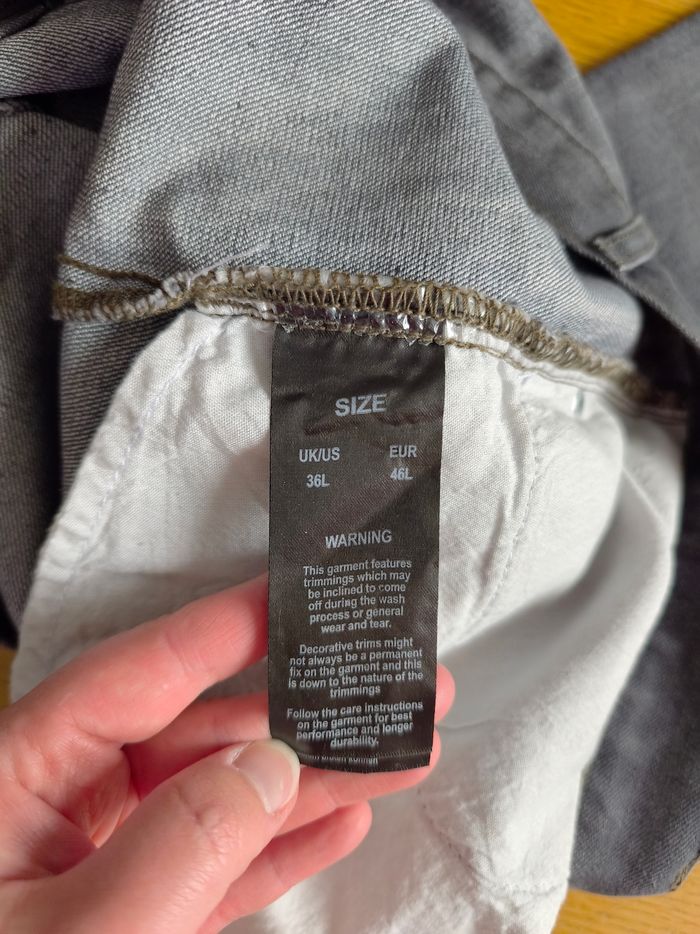 SIZE
UK/US EUR
36L 46L
WARNING
This garment features
trimmings which may
be inclined to come
off during the wash
process or general
wear and tear.
Decorative trims might
not always be a permanent
fix on the garment and this
is down to the nature of the
trimmings
Follow the care instructions
on the garment for best
performance and longer
durability.